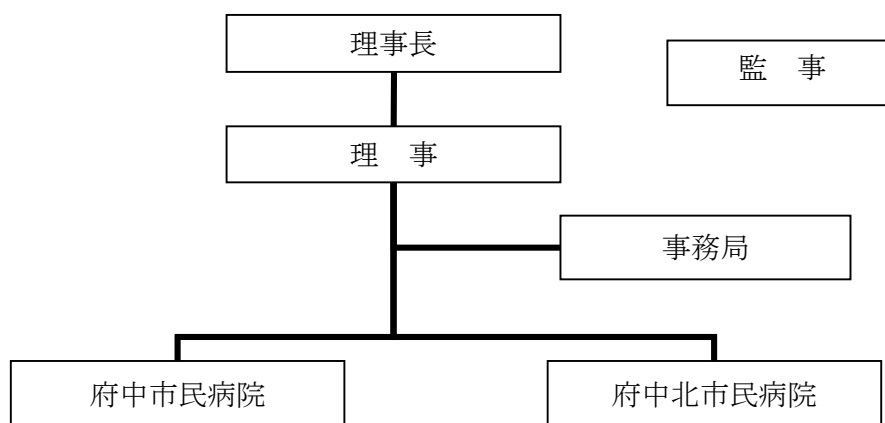 理事長
監　事
理　事
事務局
府中市民病院
府中北市民病院